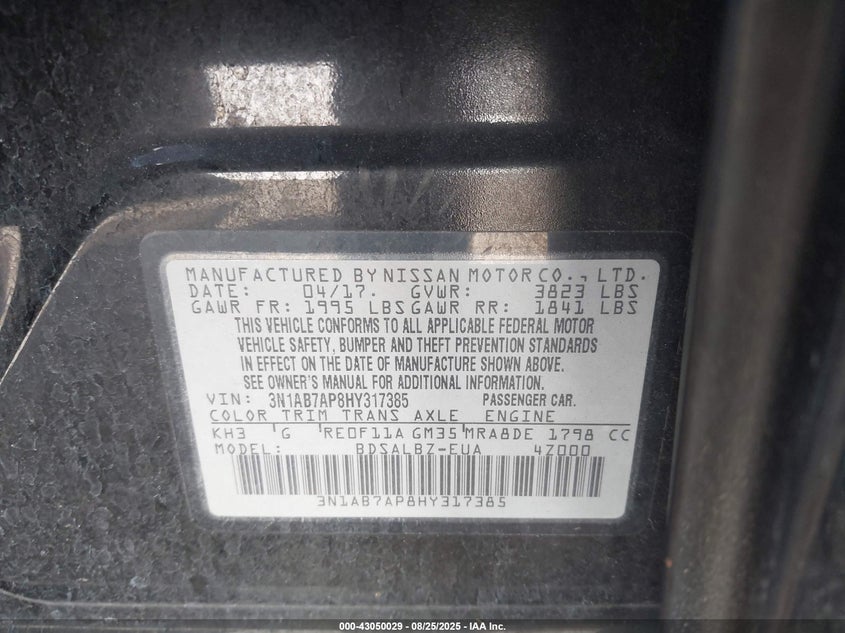 MANUFACTURED BY NISSAN MOTOR CO., LTD.
DATE: 04/17. GVWR: 3823 LBS
GAWR FR: 1995 LBS GAWR RR: 1841 LBS
THIS VEHICLE CONFORMS TO ALL APPLICABLE FEDERAL MOTOR
VEHICLE SAFETY, BUMPER AND THEFT PREVENTION STANDARDS
IN EFFECT ON THE DATE OF MANUFACTURE SHOWN ABOVE.
SEE OWNER'S MANUAL FOR ADDITIONAL INFORMATION.
VIN: 3N1AB7AP8HY317385 PASSENGER CAR.
COLOR TRIM TRANS AXLE ENGINE
KH3 G RE0F11A GM35 MRA8DE 1798 CC
MODEL: BDSALBZ-EUA 4Z000
3N1AB7AP8HY317385
000-43050029 - 08/25/2025 - IAA Inc.